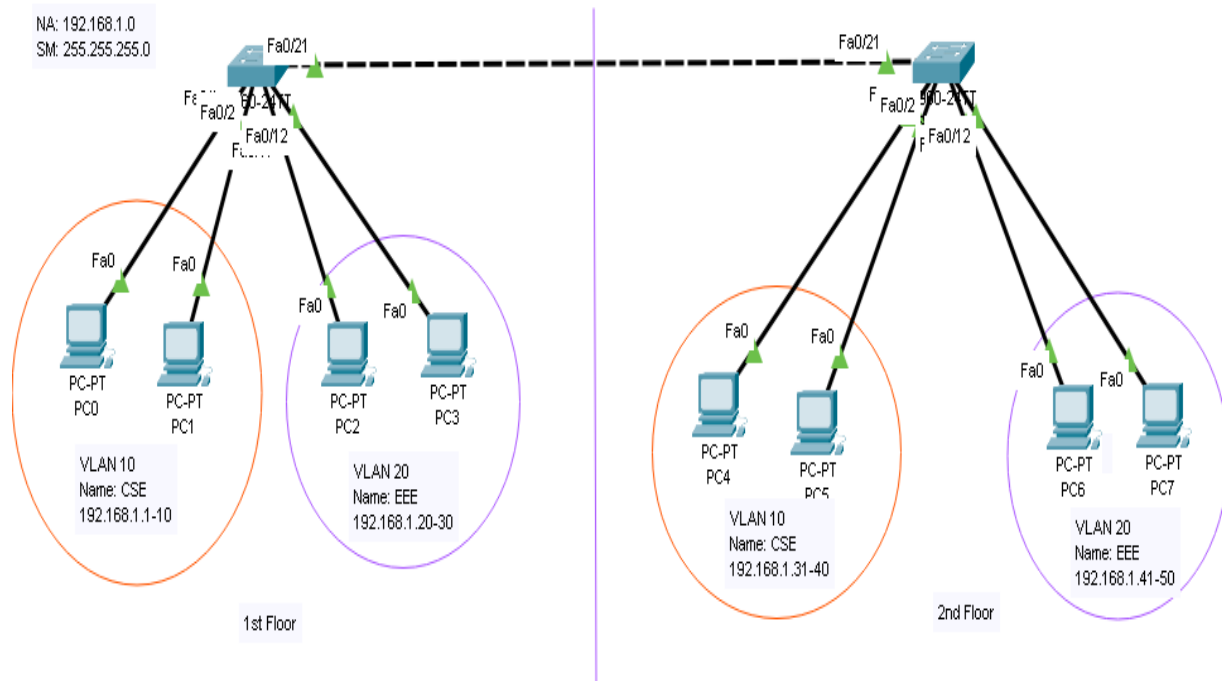 NA: 192.168.1.0
SM: 255.255.255.0
Fa0/21
Fa0/21
Fa0/2
Fa0/12
Fa0/2
Fa0/12
Fa0
Fa0
Fa0
Fa0
Fa0
Fa0
Fa0
Fa0
PC-PT
PC0
PC-PT
PC1
PC-PT
PC2
PC-PT
PC3
PC-PT
PC4
PC-PT
PC5
PC-PT
PC6
PC-PT
PC7
VLAN 10
Name: CSE
192.168.1.1-10
VLAN 20
Name: EEE
192.168.1.20-30
VLAN 10
Name: CSE
192.168.1.31-40
VLAN 20
Name: EEE
192.168.1.41-50
1st Floor
2nd Floor